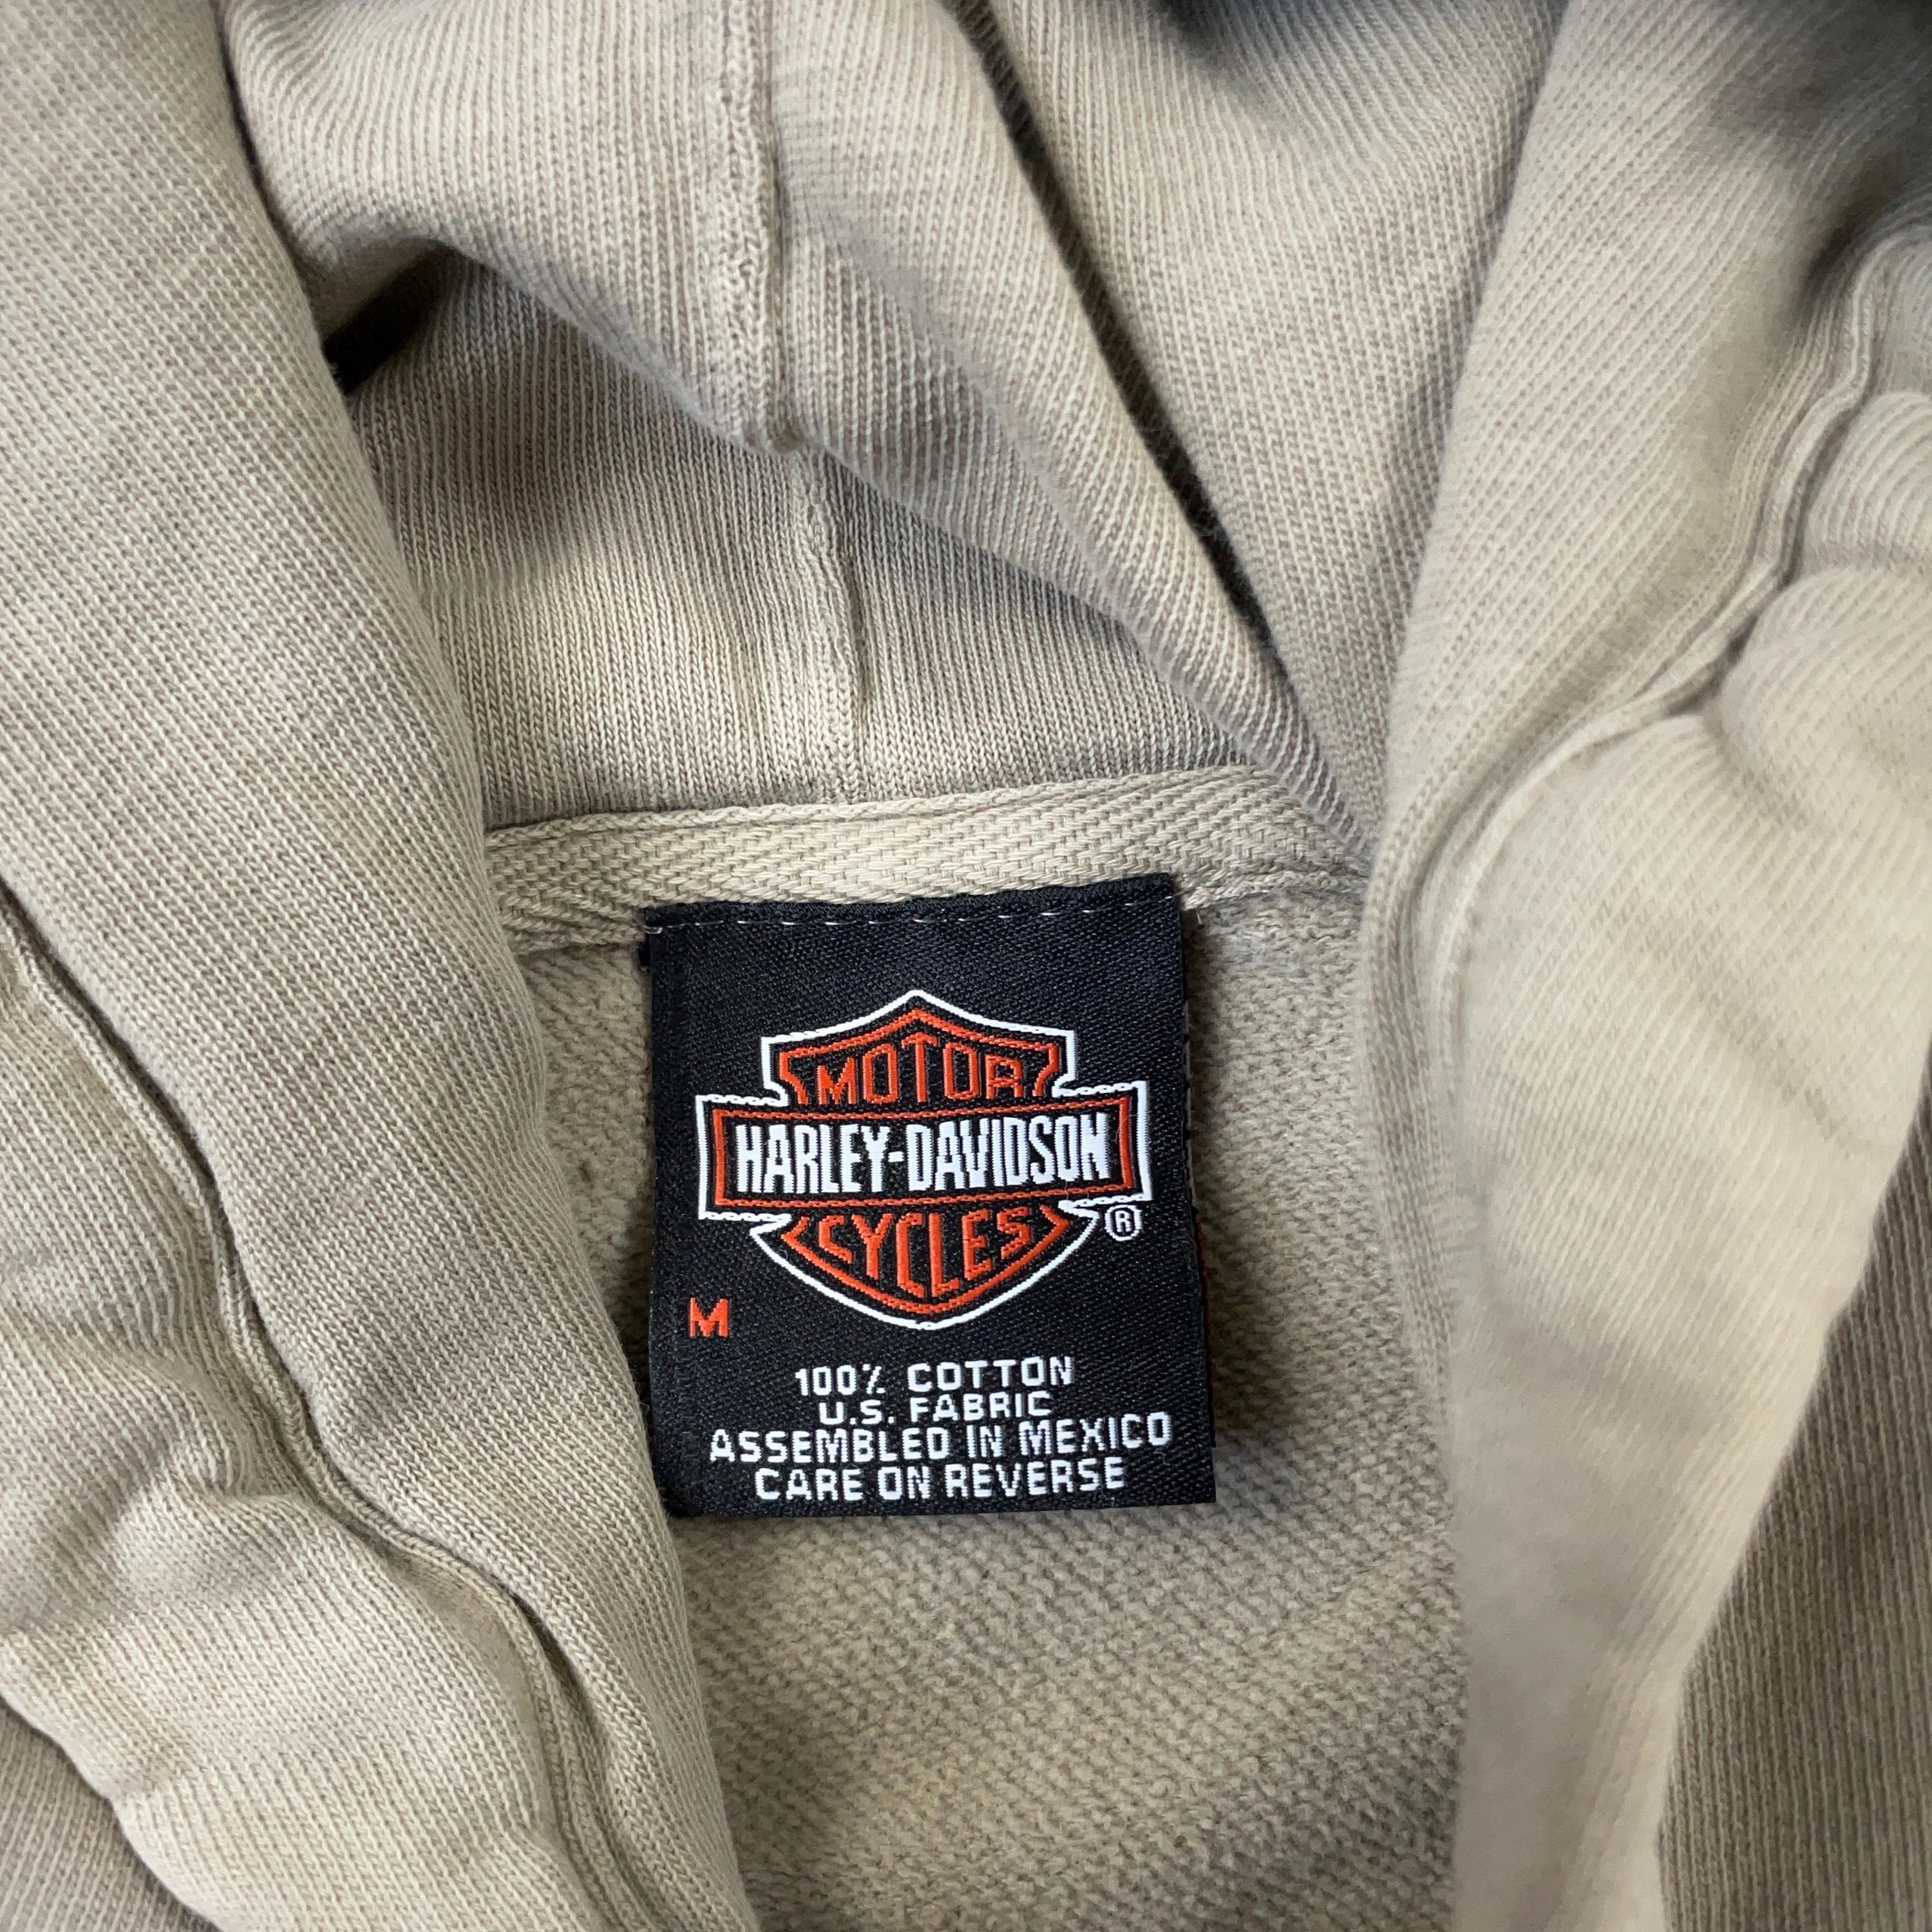 MOTOR
HARLEY-DAVIDSON
CYCLES ®
M
100% COTTON
U.S. FABRIC
ASSEMBLED IN MEXICO
CARE ON REVERSE